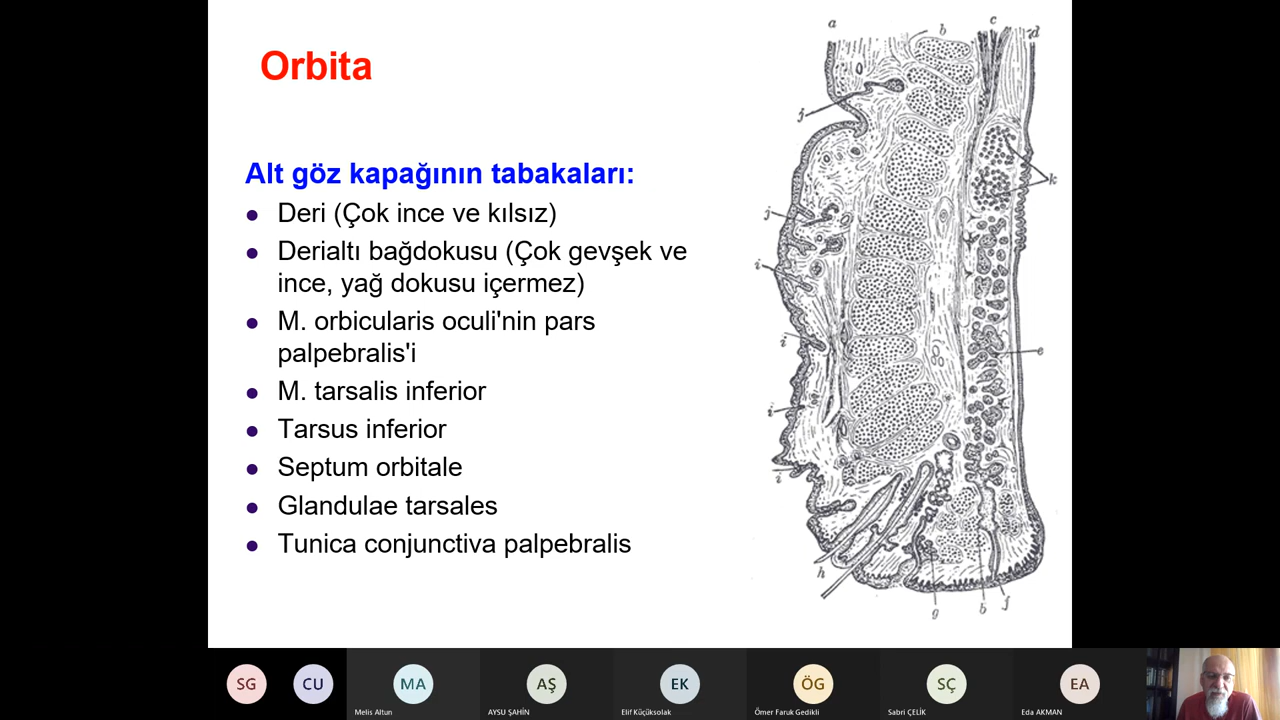 Orbita
Alt göz kapağının tabakaları:
Deri (Çok ince ve kılsız)
Derialtı bağdokusu (Çok gevşek ve
ince, yağ dokusu içermez)
M. orbicularis oculi'nin pars
palpebralis'i
M. tarsalis inferior
Tarsus inferior
Septum orbitale
Glandulae tarsales
Tunica conjunctiva palpebralis
a b c d
j
k
j
i
i
e
i
i
h
g b f
SG CU MA AŞ EK ÖG SÇ EA
Melis Altun AYSU ŞAHİN Elif Küçüksolak Ömer Faruk Gedikli Sabri ÇELİK Eda AKMAN